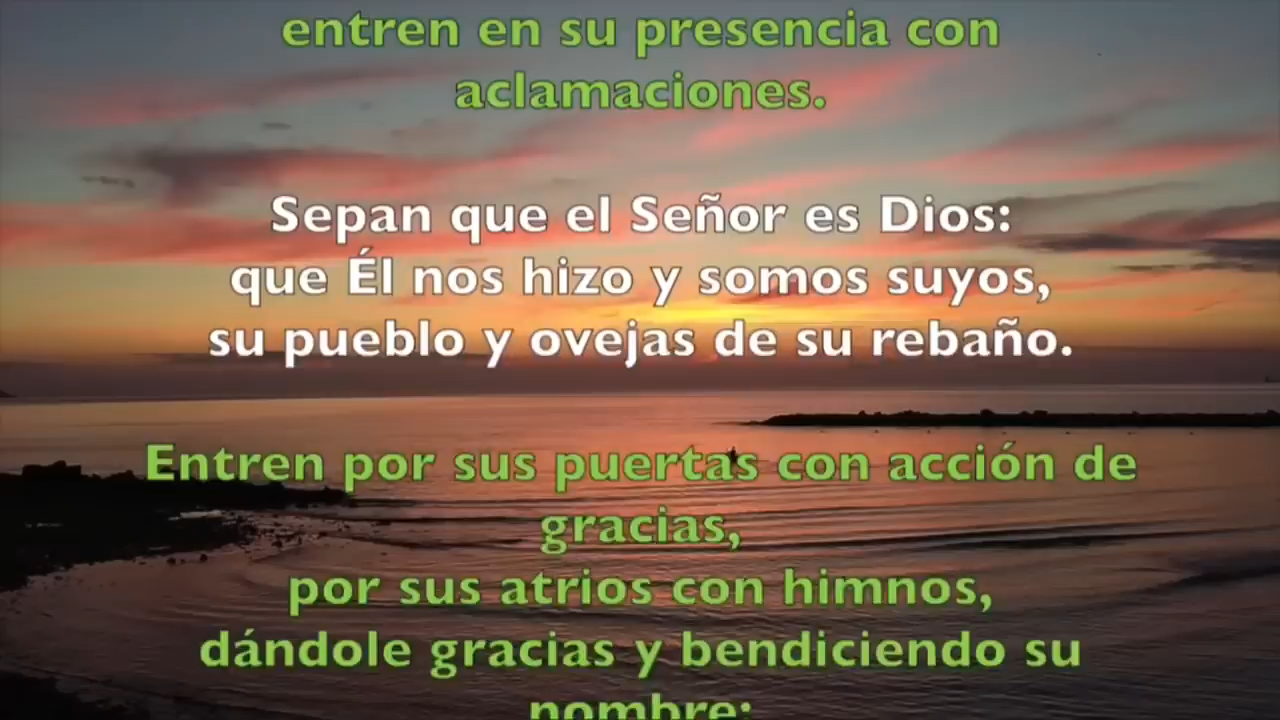 entren en su presencia con
aclamaciones.
Sepan que el Señor es Dios:
que Él nos hizo y somos suyos,
su pueblo y ovejas de su rebaño.
Entren por sus puertas con acción de
gracias,
por sus atrios con himnos,
dándole gracias y bendiciendo su
nombre: